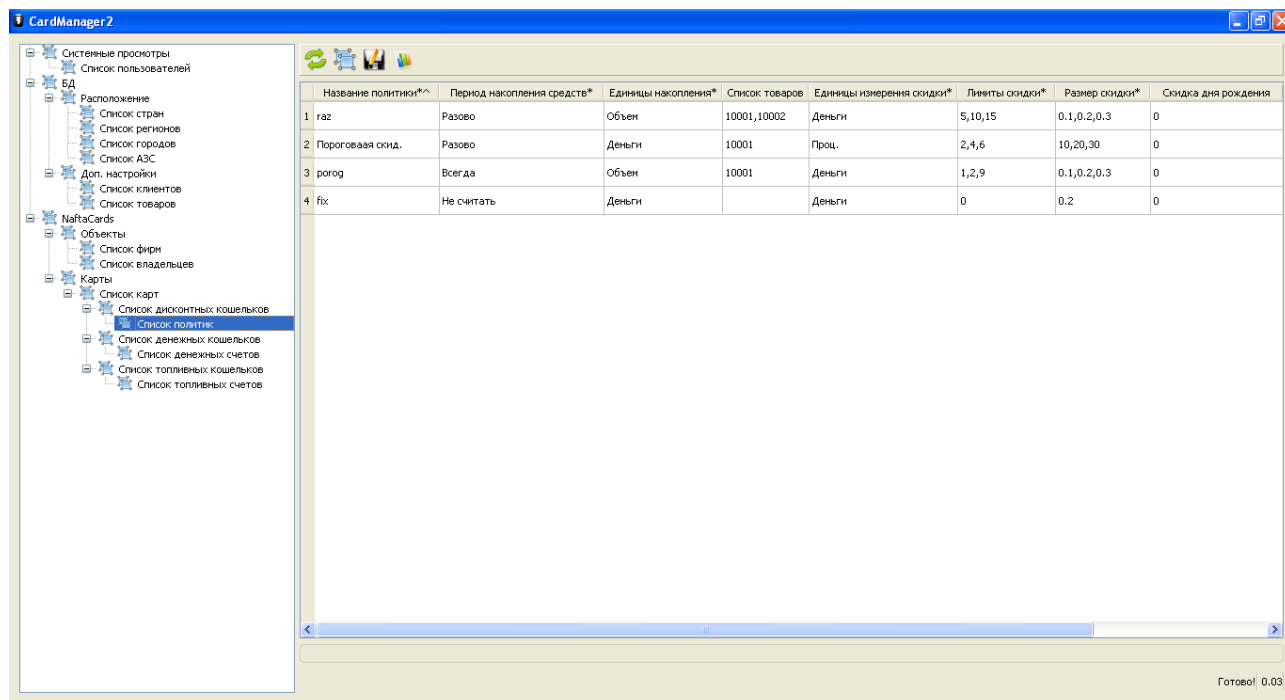 CardManager2
Системные просмотры
Список пользователей
БД
Расположение
Список стран
Список регионов
Список городов
Список АЗС
Доп. настройки
Список клиентов
Список товаров
NaftaCards
Объекты
Список фирм
Список владельцев
Карты
Список карт
Список дисконтных кошельков
Список политик
Список денежных кошельков
Список денежных счетов
Список топливных кошельков
Список топливных счетов
Название политики*^ Период накопления средств* Единицы накопления* Список товаров Единицы измерения скидки* Лимиты скидки* Размер скидки* Скидка дня рождения
1 raz Разово Объем 10001,10002 Деньги 5,10,15 0.1,0.2,0.3 0
2 Пороговаая скид. Разово Деньги 10001 Проц. 2,4,6 10,20,30 0
3 porog Всегда Объем 10001 Деньги 1,2,9 0.1,0.2,0.3 0
4 fix Не считать Деньги Деньги 0 0.2 0
Готово! 0.03